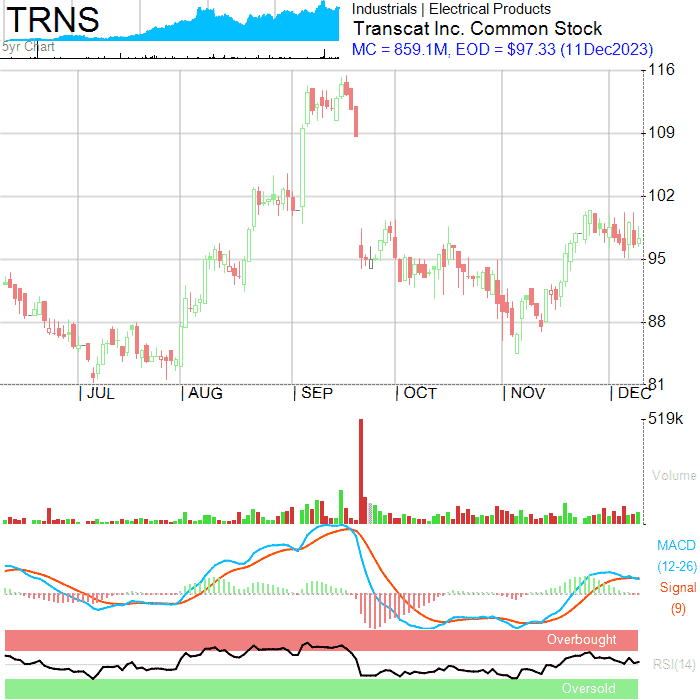 TRNS
5yr Chart
Industrials | Electrical Products
Transcat Inc. Common Stock
MC = 859.1M, EOD = $97.33 (11Dec2023)
116
109
102
95
88
81
JUL AUG SEP OCT NOV DEC
519k
Volume
MACD
(12-26)
Signal
(9)
Overbought
RSI(14)
Oversold